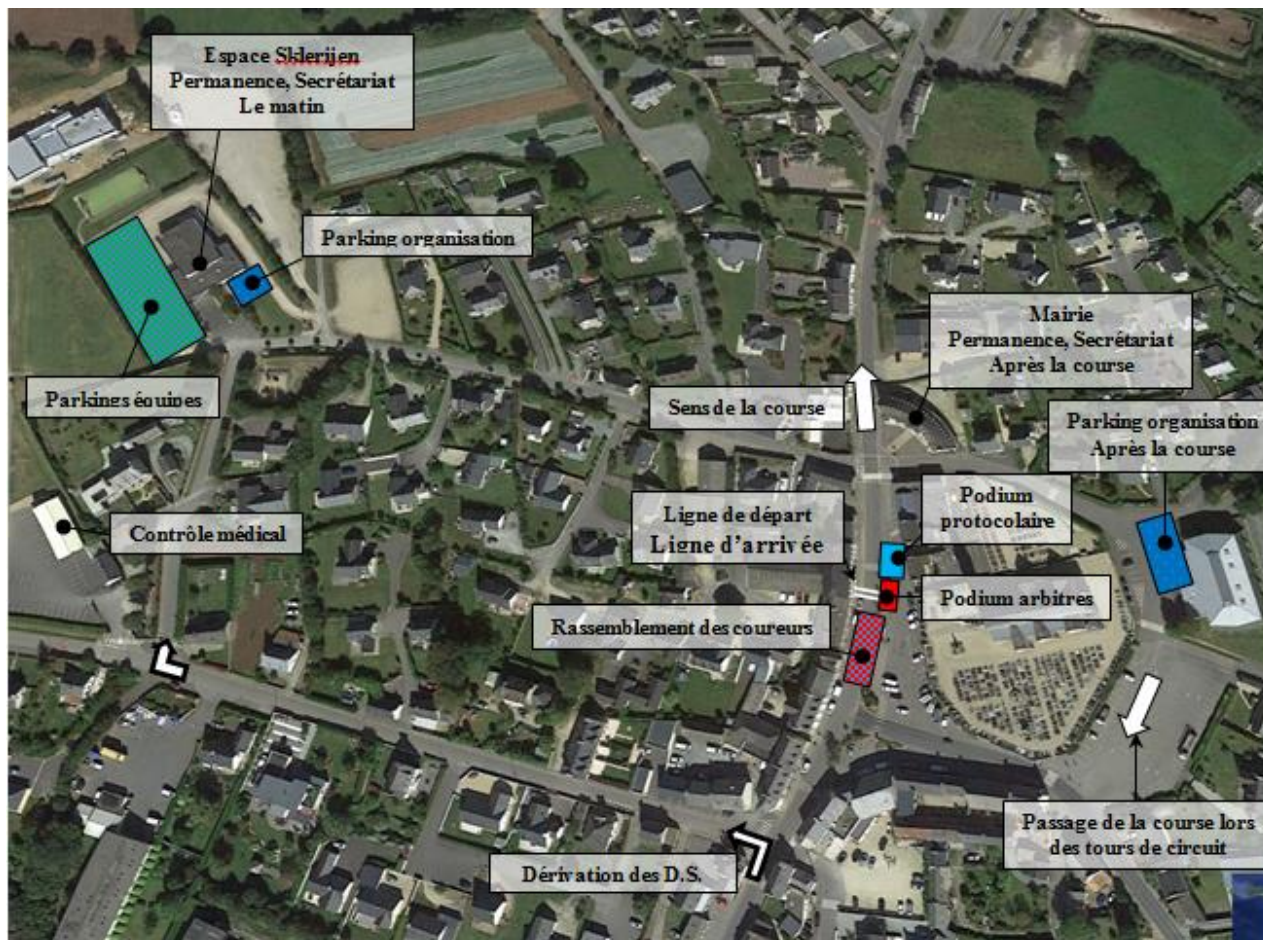 Espace Sklerijen
Permanence, Secrétariat
Le matin
Parking organisation
Parkings équipes
Mairie
Permanence, Secrétariat
Après la course
Sens de la course
Parking organisation
Après la course
Podium
protocolaire
Ligne de départ
Ligne d'arrivée
Contrôle médical
Podium arbitres
Rassemblement des coureurs
Passage de la course lors
des tours de circuit
Dérivation des D.S.